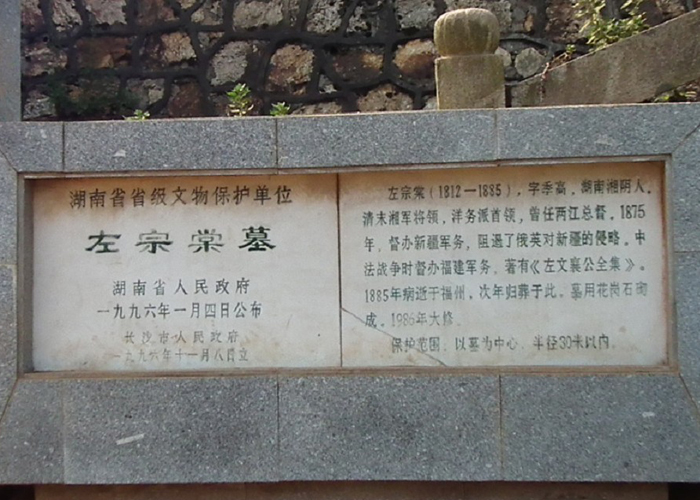 湖南省省级文物保护单位
左宗棠墓
湖南省人民政府
一九九六年一月四日公布
长沙市人民政府
一九九六年十一月八日立
左宗棠(1812—1885),字季高,湖南湘阴人,
清末湘军将领,洋务派首领,曾任两江总督。1875
年,督办新疆军务,阻遏了俄英对新疆的侵略。中
法战争时督办福建军务,著有《左文襄公全集》。
1885年病逝于福州,次年归葬于此。墓用花岗石砌
成,1986年大修。
保护范围:以墓为中心,半径30米以内。